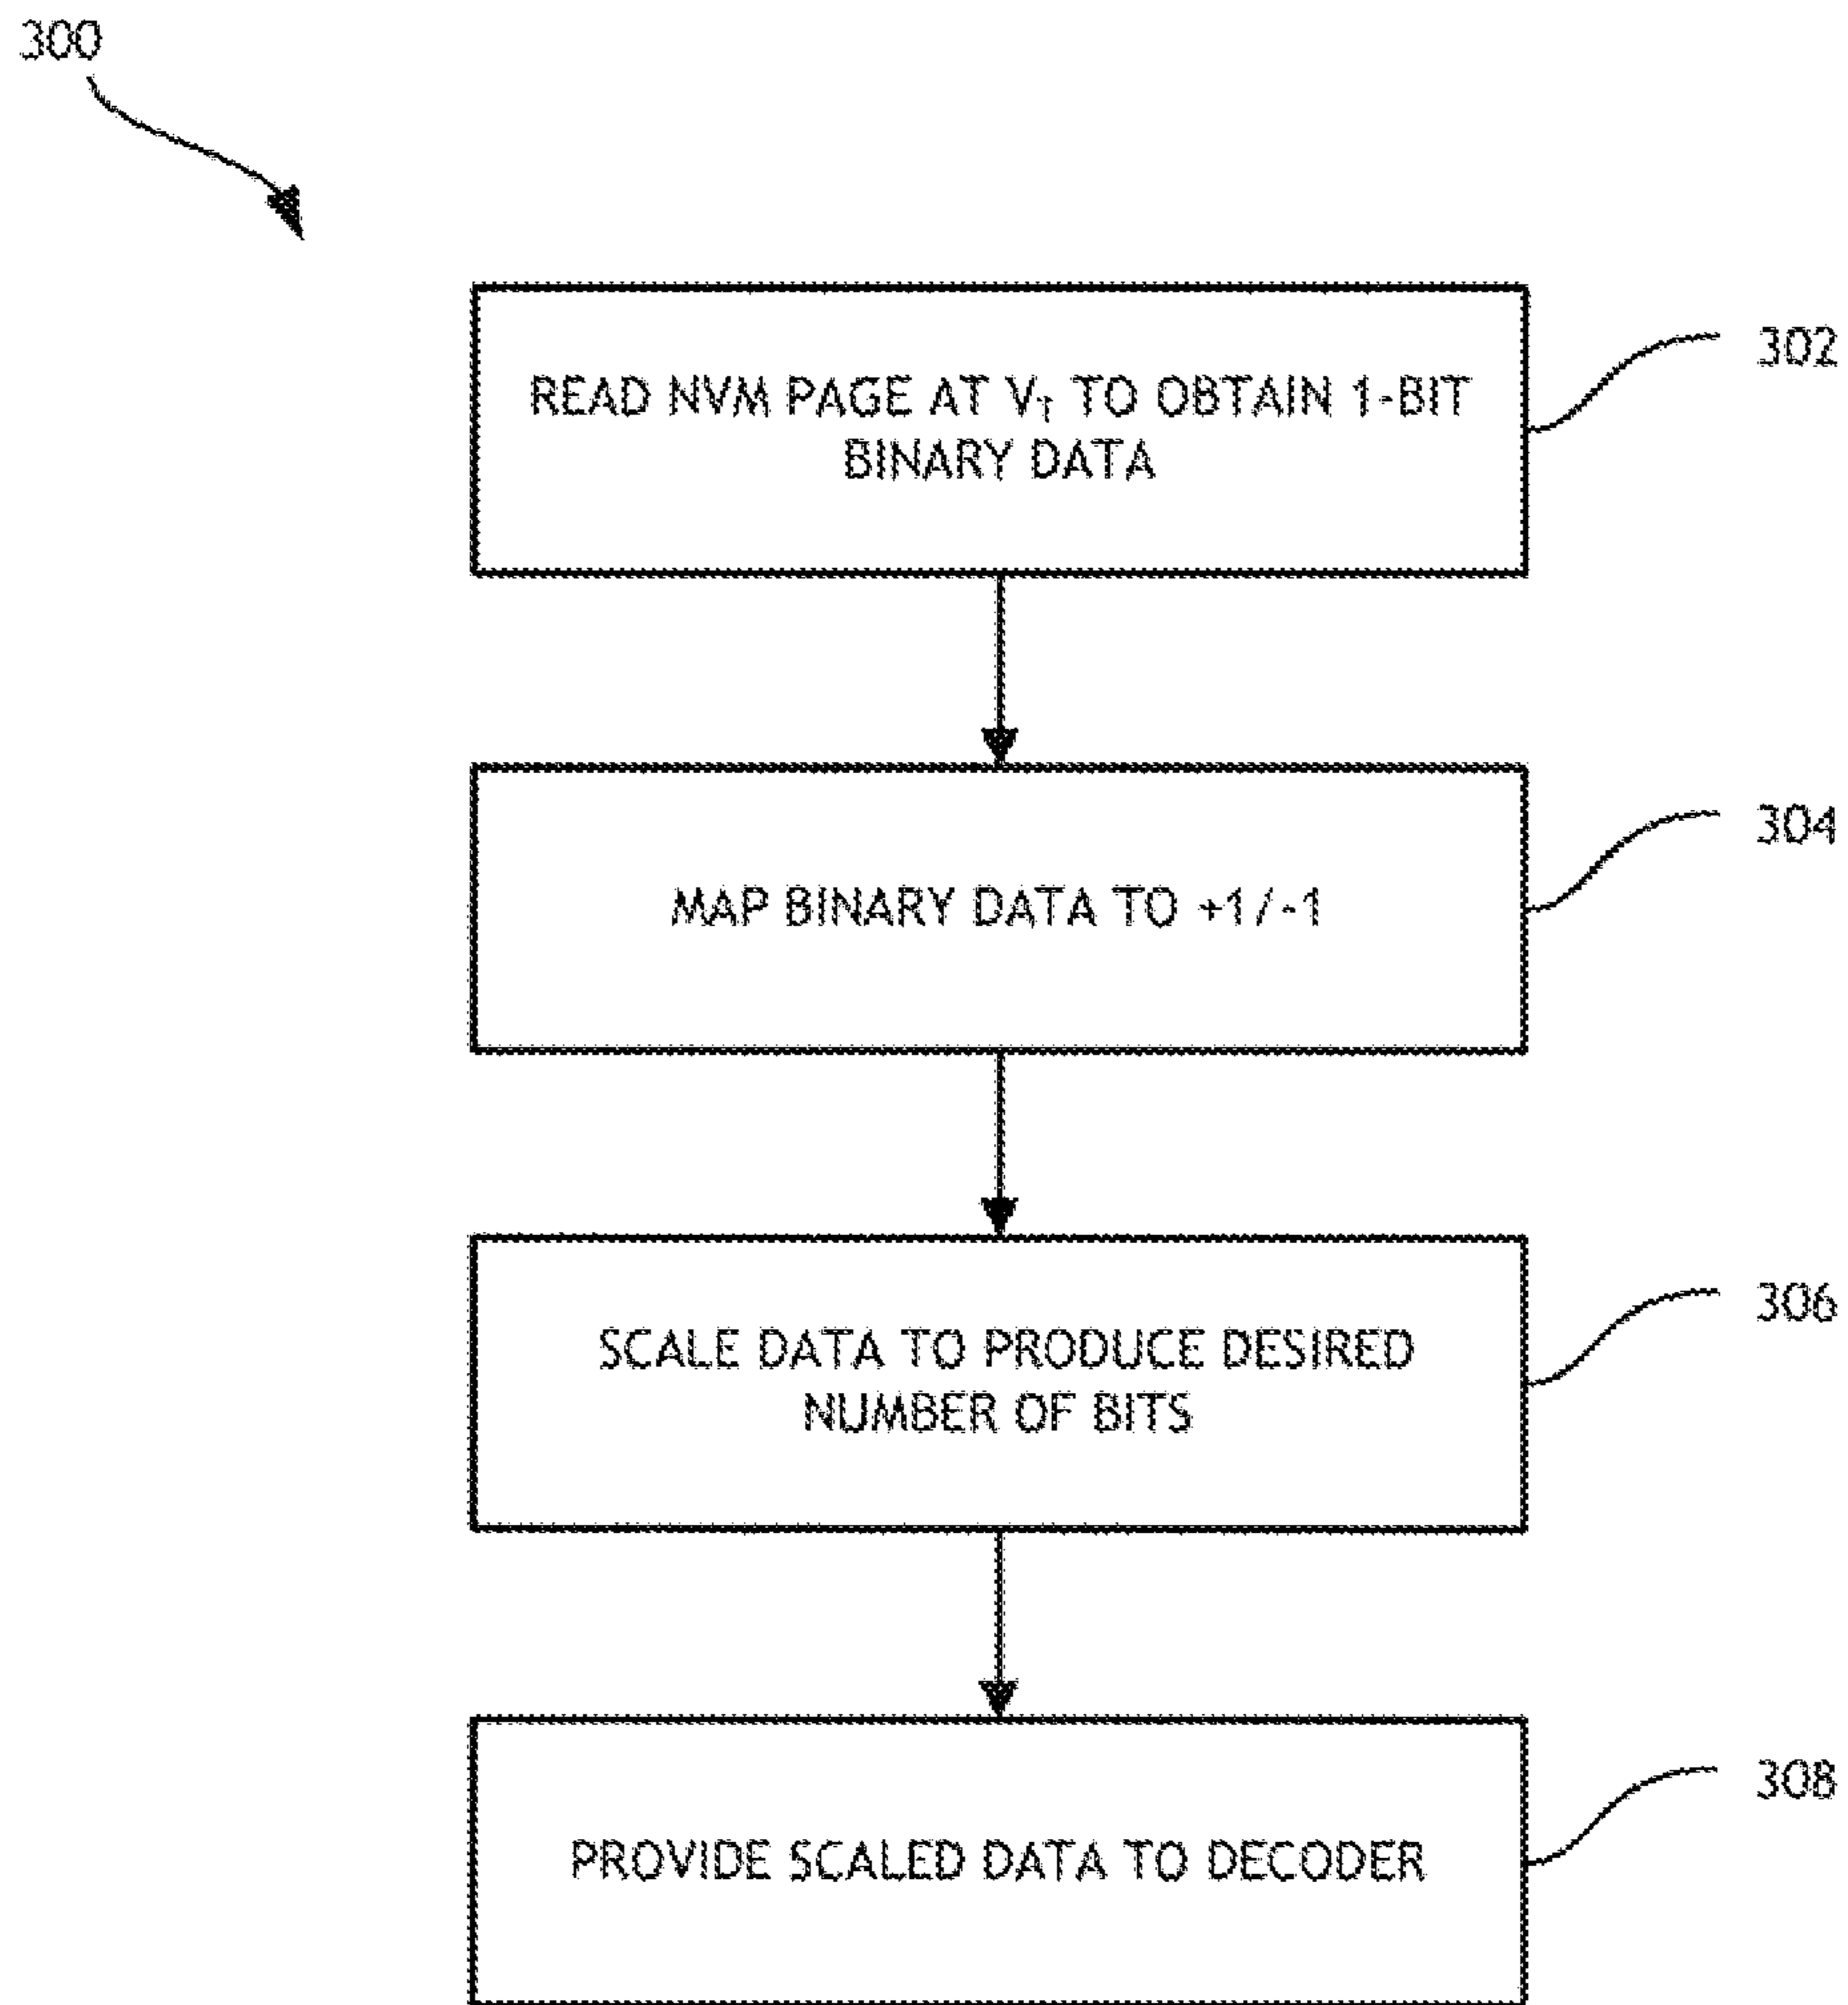 300
READ NVM PAGE AT V₁ TO OBTAIN 1-BIT
BINARY DATA
302
MAP BINARY DATA TO +1/-1
304
SCALE DATA TO PRODUCE DESIRED
NUMBER OF BITS
306
PROVIDE SCALED DATA TO DECODER
308